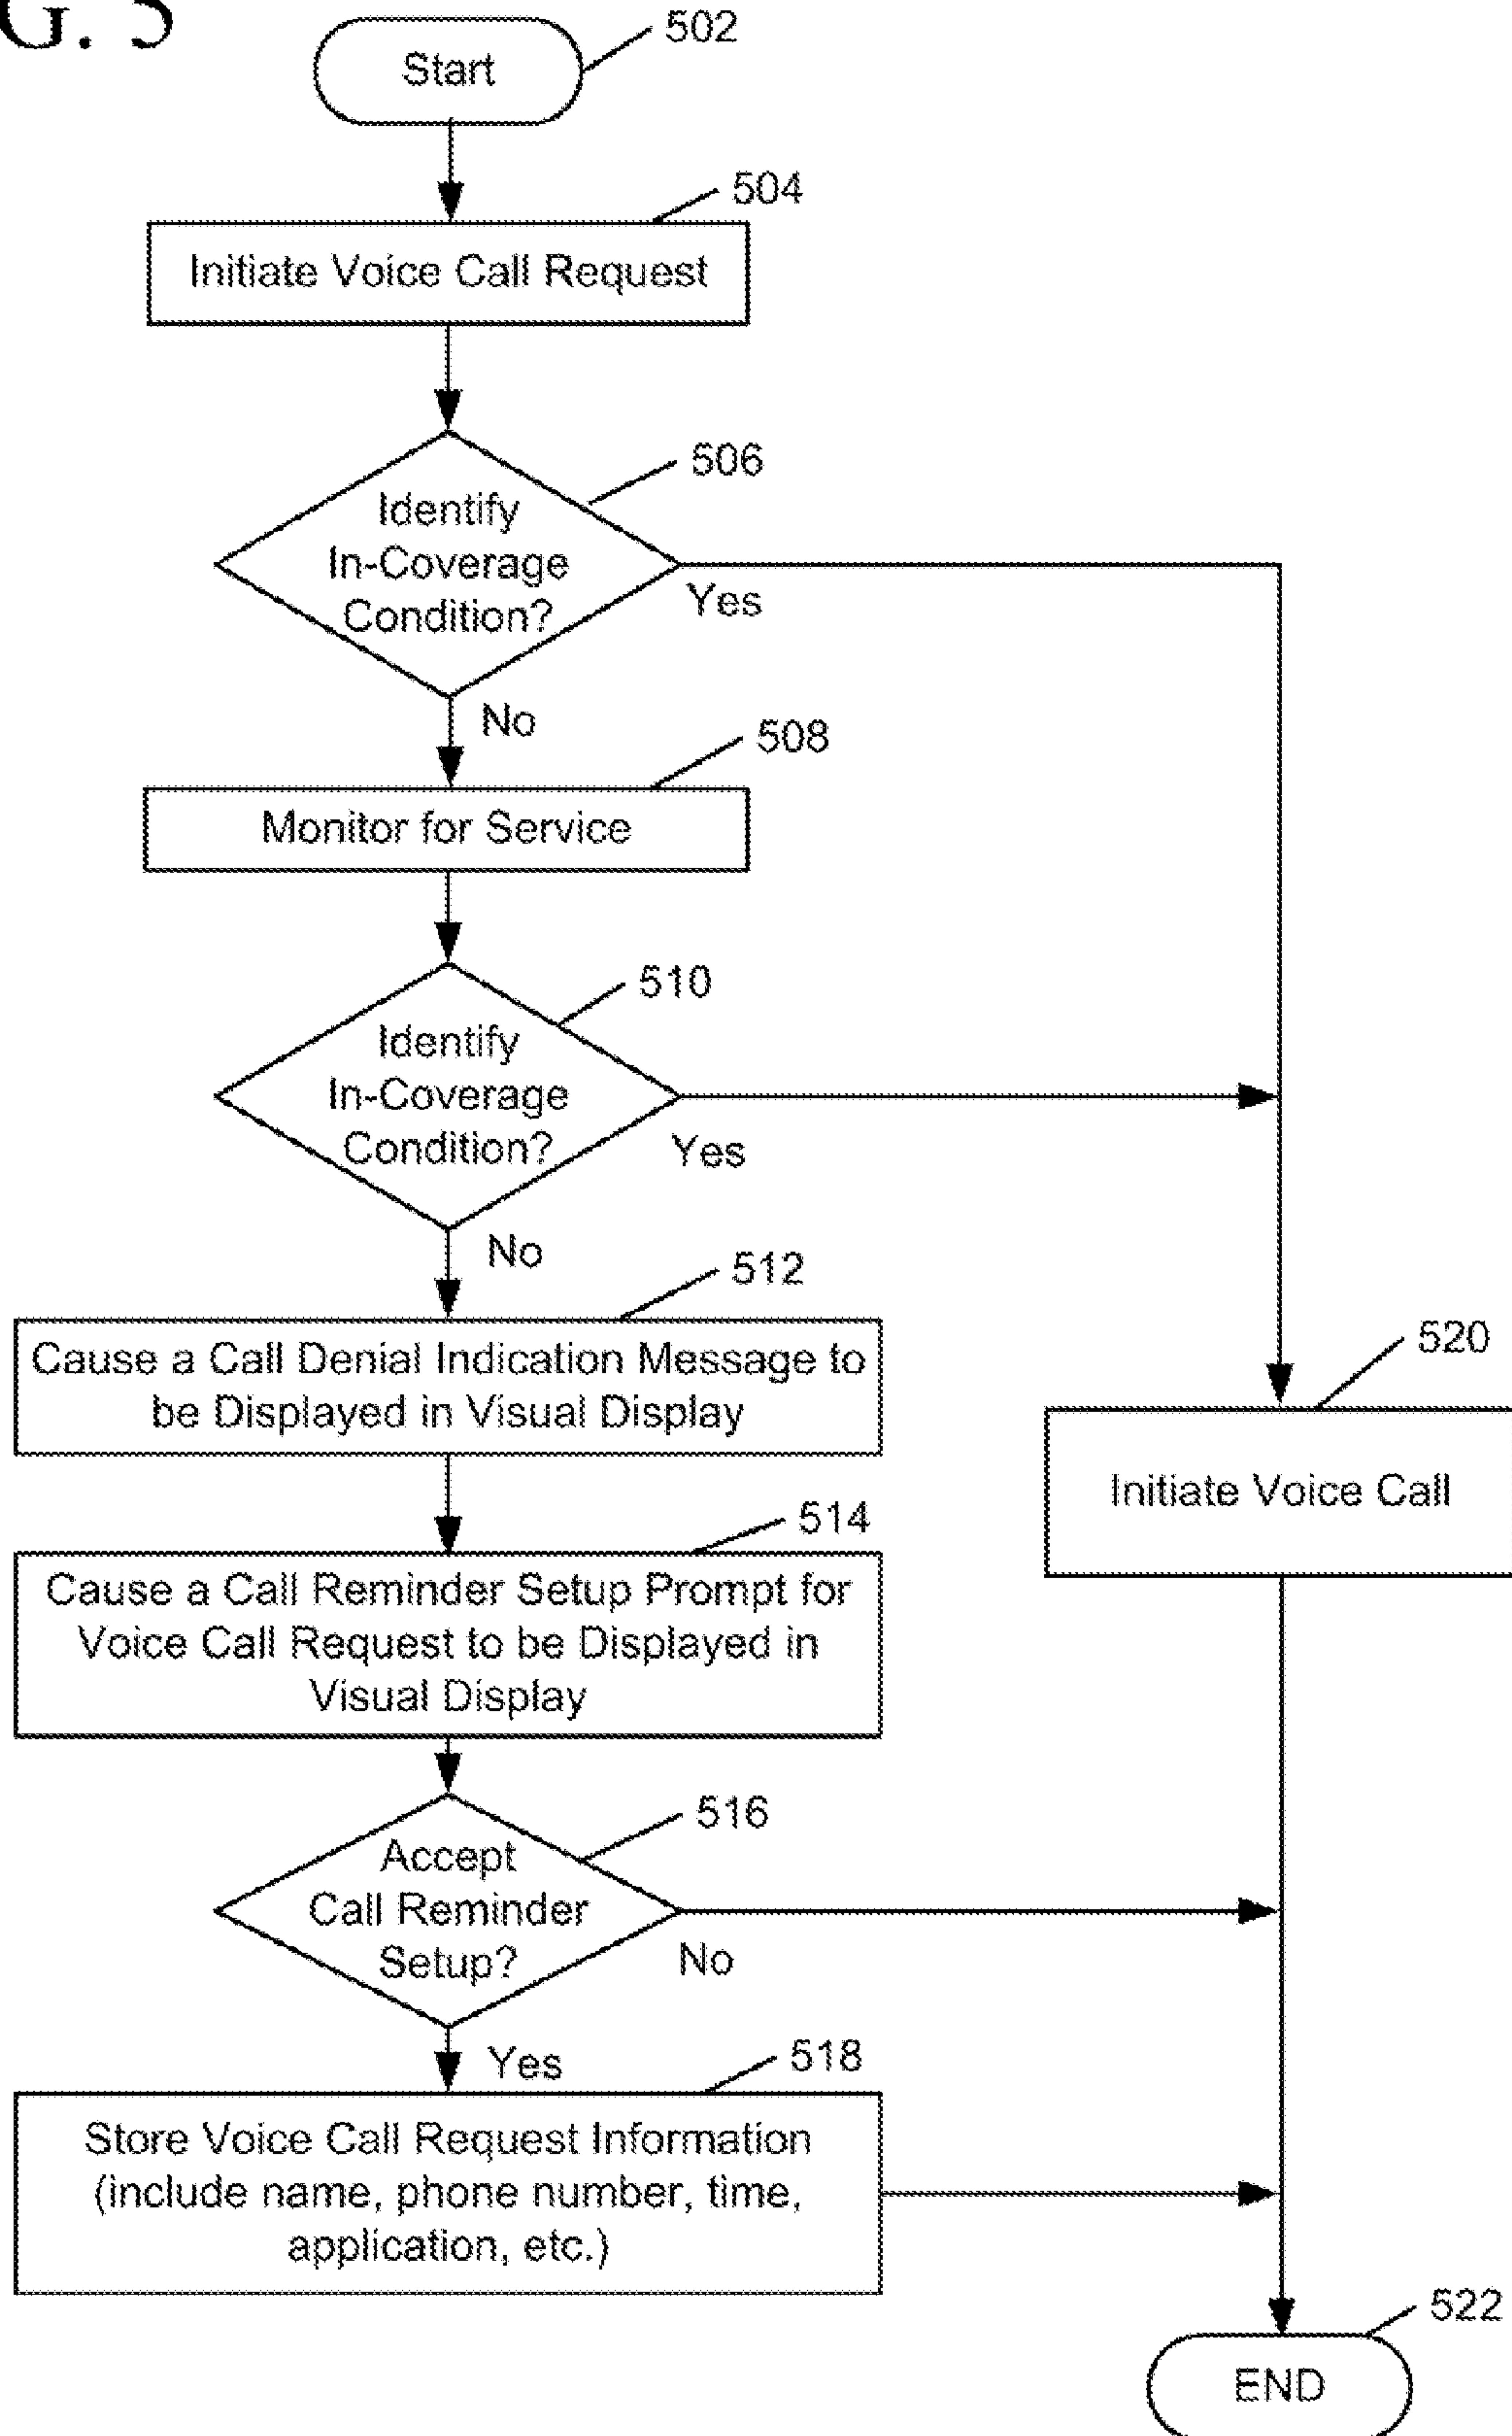 G. 5
502
Start
504
Initiate Voice Call Request
506
Identify
In-Coverage
Condition?
Yes
No
508
Monitor for Service
510
Identify
In-Coverage
Condition?
Yes
No
512
Cause a Call Denial Indication Message to
be Displayed in Visual Display
520
Initiate Voice Call
514
Cause a Call Reminder Setup Prompt for
Voice Call Request to be Displayed in
Visual Display
516
Accept
Call Reminder
Setup?
No
Yes
518
Store Voice Call Request Information
(include name, phone number, time,
application, etc.)
522
END